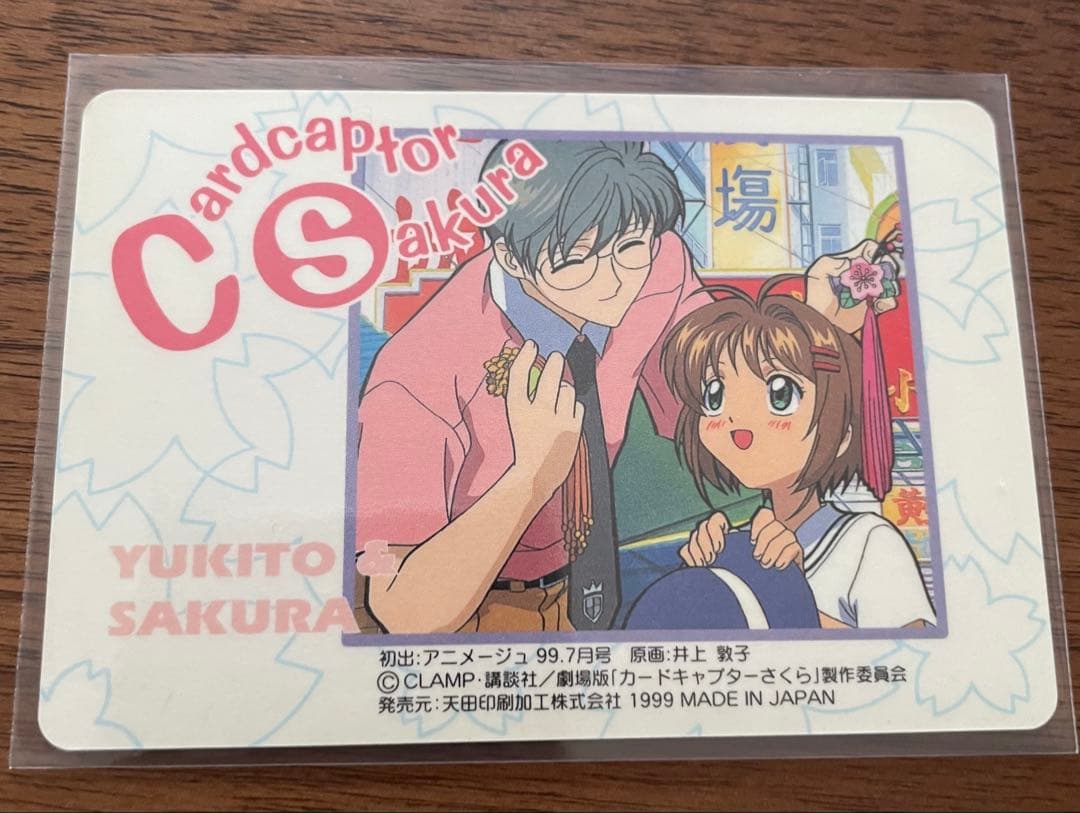 Cardcaptor-
Sakura
場
小
黄
YUKITO &
SAKURA
初出:アニメージュ 99.7月号 原画:井上 敦子
©CLAMP・講談社/劇場版「カードキャプターさくら」製作委員会
発売元:天田印刷加工株式会社 1999 MADE IN JAPAN